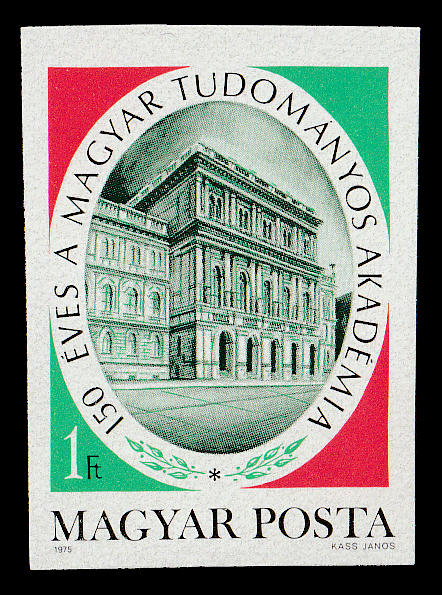 150 ÉVES A MAGYAR TUDOMÁNYOS AKADÉMIA
*
1 Ft
MAGYAR POSTA
1975 KASS JÁNOS